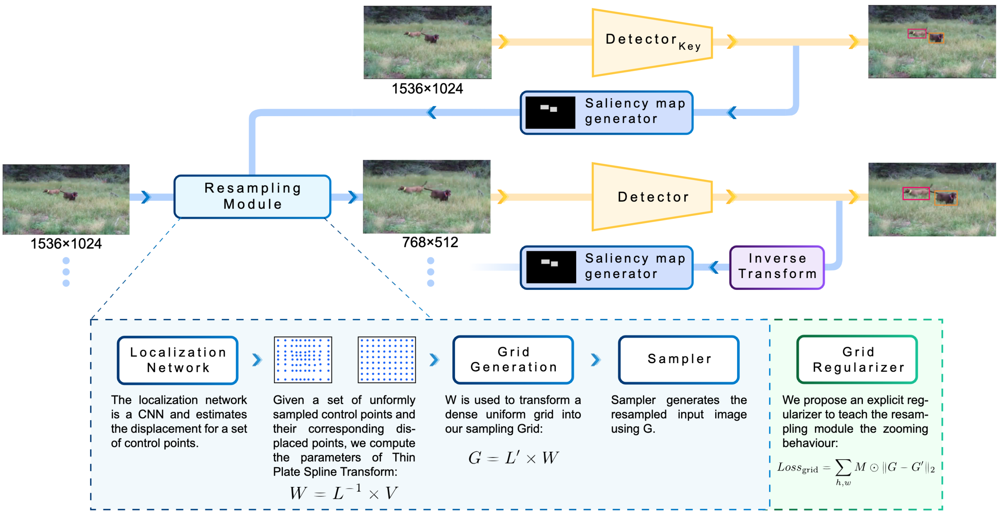 Detector Key
1536×1024
Saliency map
generator
Resampling
Module
Detector
1536×1024
768×512
Saliency map
generator
Inverse
Transform
Localization
Network
Grid
Generation
Sampler
Grid
Regularizer
The localization network
is a CNN and estimates
the displacement for a set
of control points.
Given a set of unformly
sampled control points and
their corresponding dis-
placed points, we compute
the parameters of Thin
Plate Spline Transform:
W = L⁻¹ × V
W is used to transform a
dense uniform grid into
our sampling Grid:
G = L′ × W
Sampler generates the
resampled input image
using G.
We propose an explicit reg-
ularizer to teach the resam-
pling module the zooming
behaviour:
Loss_grid = ∑_{h,w} M ⊙ ‖G − G′‖₂